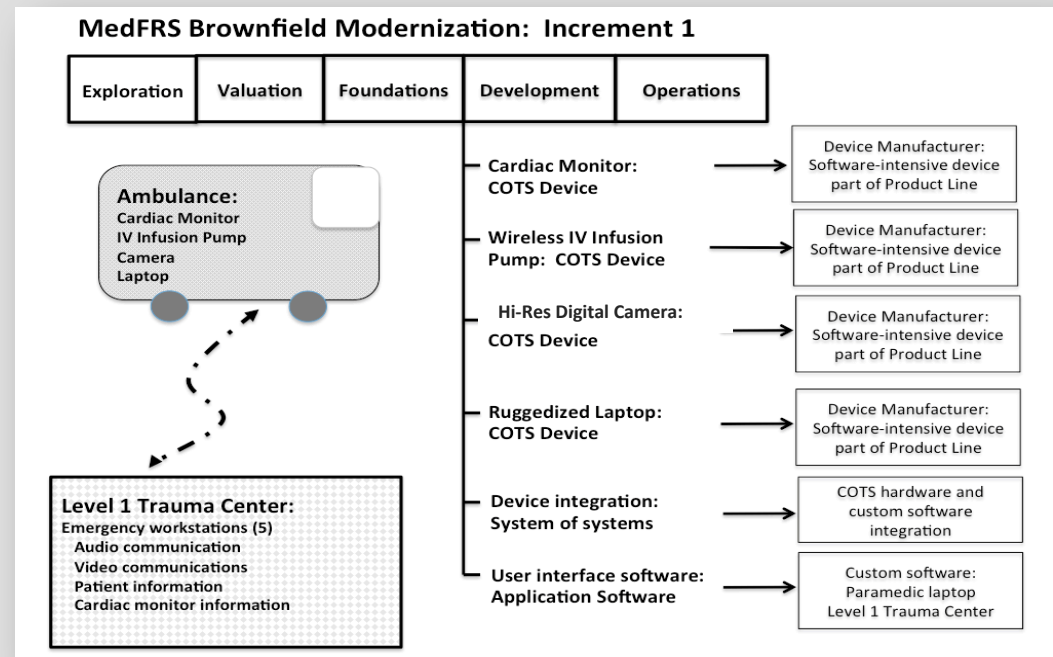 MedFRS Brownfield Modernization: Increment 1
Exploration
Valuation
Foundations
Development
Operations
Ambulance:
Cardiac Monitor
IV Infusion Pump
Camera
Laptop
Level 1 Trauma Center:
Emergency workstations (5)
Audio communication
Video communications
Patient information
Cardiac monitor information
Cardiac Monitor:
COTS Device
Device Manufacturer:
Software-intensive device
part of Product Line
Wireless IV Infusion
Pump: COTS Device
Device Manufacturer:
Software-intensive device
part of Product Line
Hi-Res Digital Camera:
COTS Device
Device Manufacturer:
Software-intensive device
part of Product Line
Ruggedized Laptop:
COTS Device
Device Manufacturer:
Software-intensive device
part of Product Line
Device integration:
System of systems
COTS hardware and
custom software
integration
User interface software:
Application Software
Custom software:
Paramedic laptop
Level 1 Trauma Center